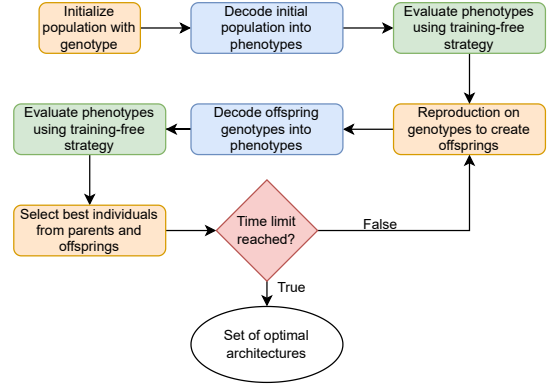 Initialize
population with
genotype
Decode initial
population into
phenotypes
Evaluate phenotypes
using training-free
strategy
Evaluate phenotypes
using training-free
strategy
Decode offspring
genotypes into
phenotypes
Reproduction on
genotypes to create
offsprings
Select best individuals
from parents and
offsprings
Time limit
reached?
False
True
Set of optimal
architectures